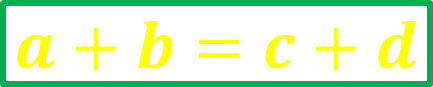 a + b = c + d